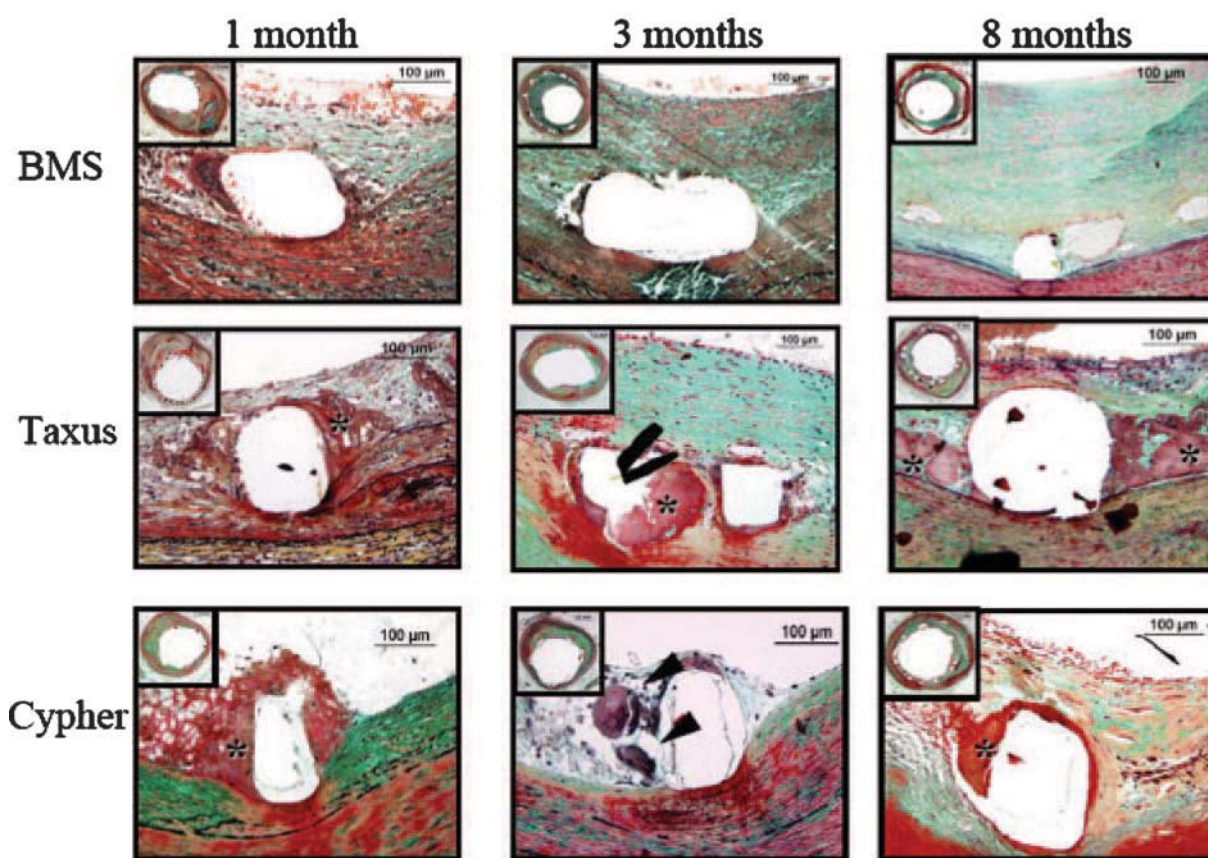 1 month 3 months 8 months
BMS
100 µm 100 µm 100 µm
Taxus
100 µm 100 µm 100 µm
* * * *
Cypher
100 µm 100 µm 100 µm
* *